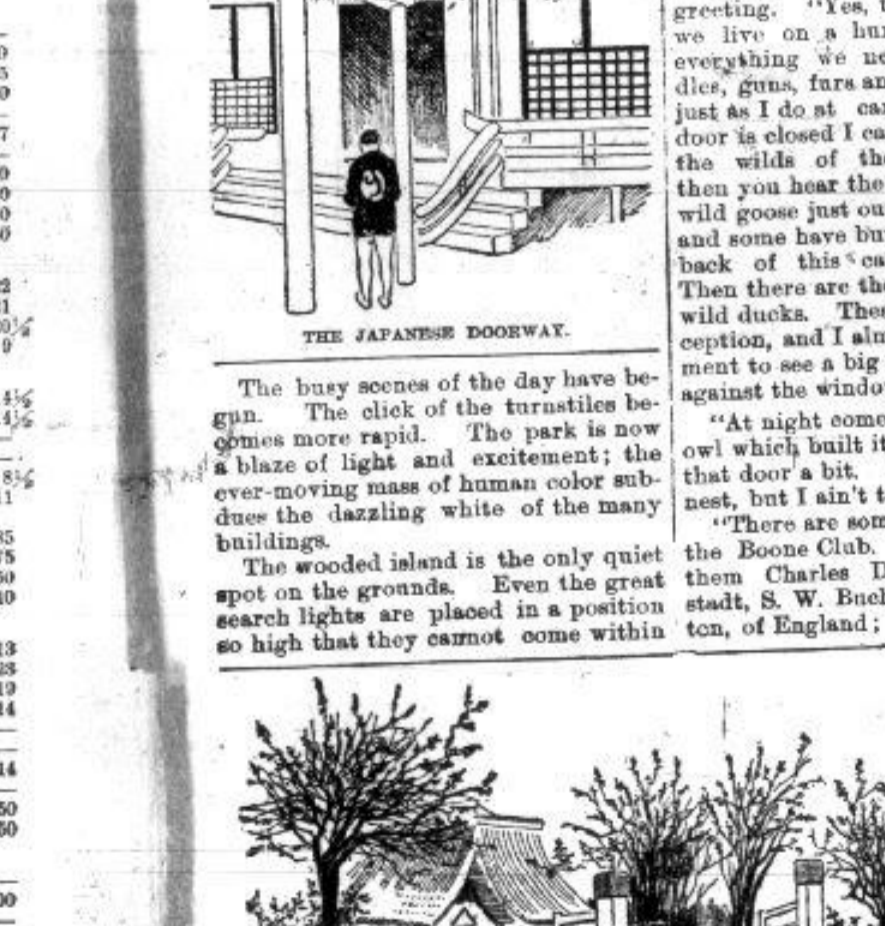 THE JAPANESE DOORWAY.
The busy scenes of the day have be-
gun. The click of the turnstiles be-
comes more rapid. The park is now
a blaze of light and excitement; the
ever-moving mass of human color sub-
dues the dazzling white of the many
buildings.
The wooded island is the only quiet
spot on the grounds. Even the great
search lights are placed in a position
so high that they cannot come within
greeting. "Yes,
we live on a
everything we
dles, guns, furs
just as I do at
door is closed I
the wilds of
then you hear the
wild goose just
and some have
back of this
Then there are
wild ducks.
ception, and I
ment to see a big
against the
"At night
owl which built
that door a bit.
nest, but I ain't
"There are
the Boone Club.
them Charles
stadt, S. W.
ton, of England;